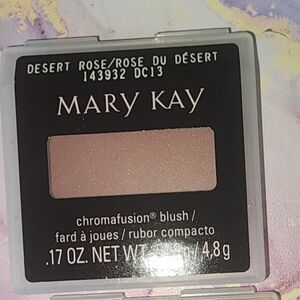 DESERT ROSE/ROSE DU DÉSERT
143932 DC13
MARY KAY
chromafusion® blush /
fard à joues / rubor compacto
.17 OZ. NET WT. / 4,8 g